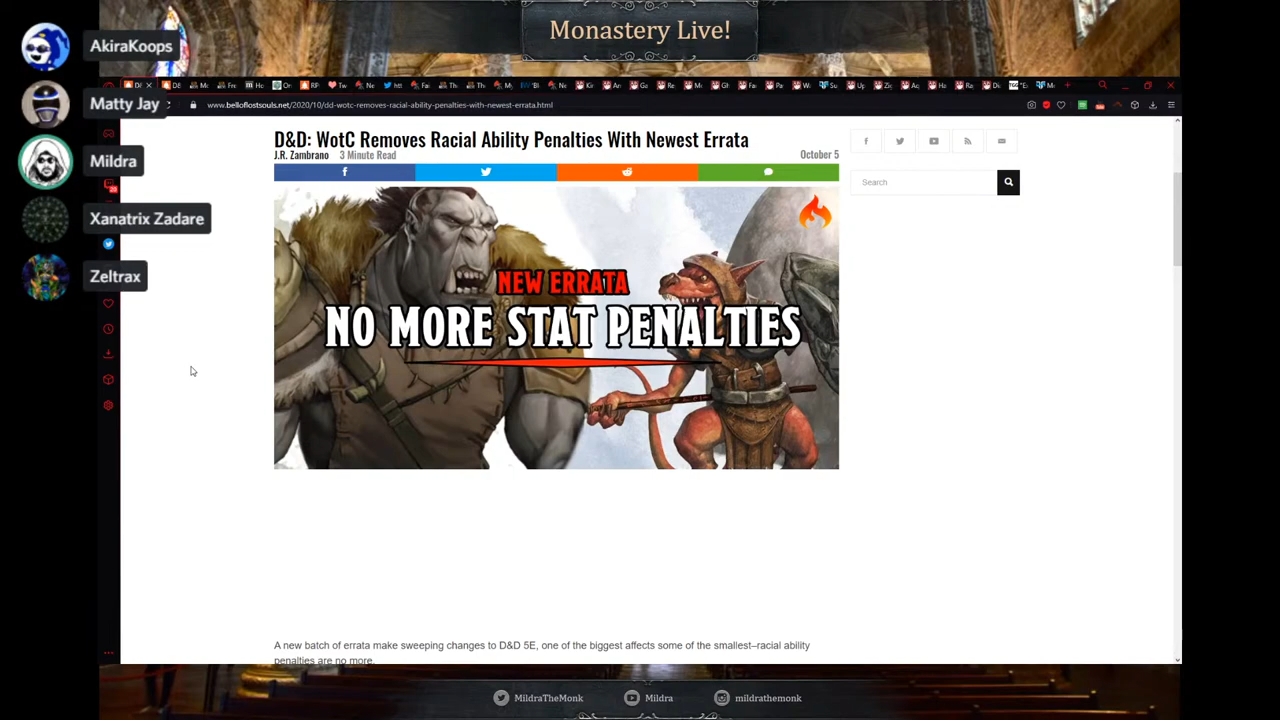 Monastery Live!
AkiraKoops
Matty Jay
Mildra
Xanatrix Zadare
Zeltrax
www.belloflostsouls.net/2020/10/dd-wotc-removes-racial-ability-penalties-with-newest-errata.html
D&D: WotC Removes Racial Ability Penalties With Newest Errata
J.R. Zambrano 3 Minute Read October 5
Search
NEW ERRATA
NO MORE STAT PENALTIES
A new batch of errata make sweeping changes to D&D 5E, one of the biggest affects some of the smallest–racial ability
penalties are no more.
MildraTheMonk Mildra mildrathemonk